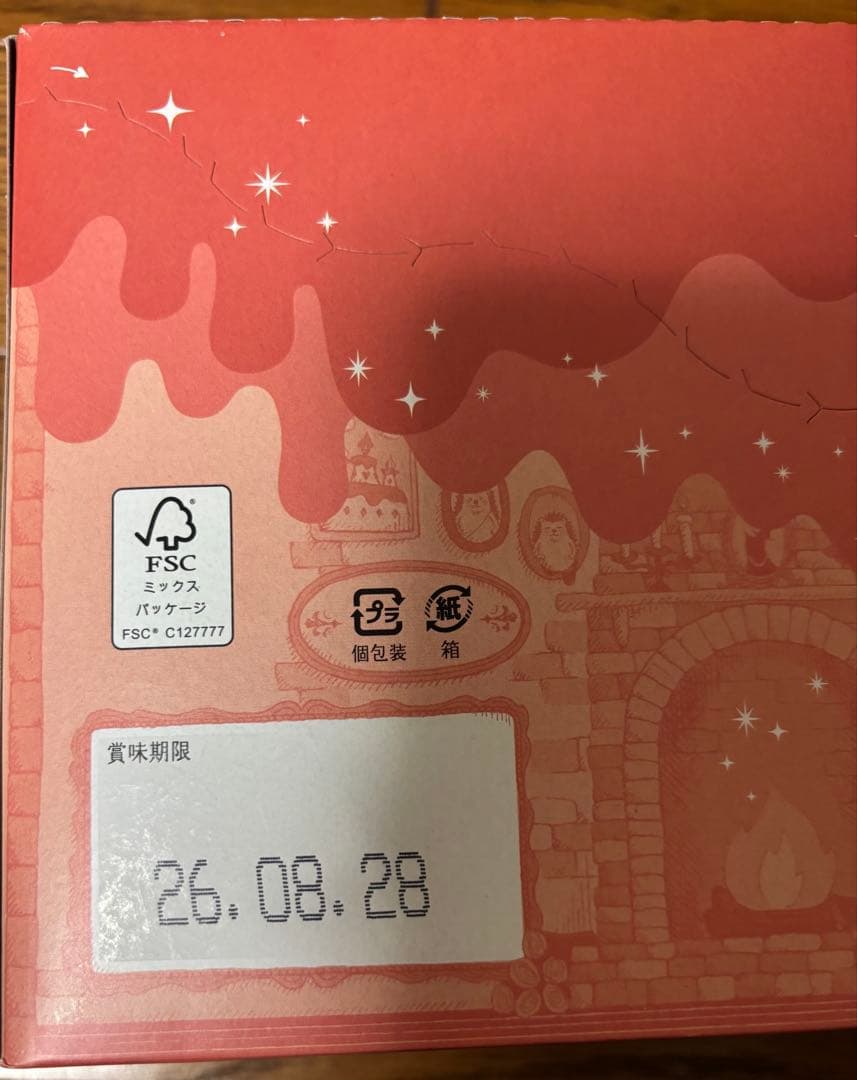 FSC®
ミックス
パッケージ
FSC® C127777
プラ 紙
個包装 箱
賞味期限
26.08.28